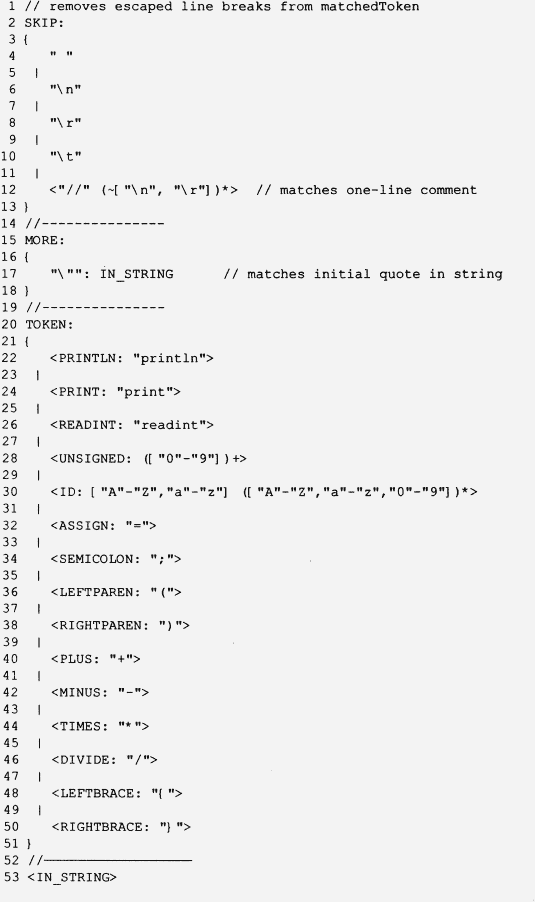 1 // removes escaped line breaks from matchedToken
2 SKIP:
3 {
4 " "
5 |
6 "\n"
7 |
8 "\r"
9 |
10 "\t"
11 |
12 <"//" (~["\n", "\r"])*> // matches one-line comment
13 }
14 //---------------
15 MORE:
16 {
17 "\"": IN_STRING // matches initial quote in string
18 }
19 //---------------
20 TOKEN:
21 {
22 <PRINTLN: "println">
23 |
24 <PRINT: "print">
25 |
26 <READINT: "readint">
27 |
28 <UNSIGNED: (["0"-"9"])+>
29 |
30 <ID: ["A"-"Z","a"-"z"] (["A"-"Z","a"-"z","0"-"9"])*>
31 |
32 <ASSIGN: "=">
33 |
34 <SEMICOLON: ";">
35 |
36 <LEFTPAREN: "(">
37 |
38 <RIGHTPAREN: ")">
39 |
40 <PLUS: "+">
41 |
42 <MINUS: "-">
43 |
44 <TIMES: "*">
45 |
46 <DIVIDE: "/">
47 |
48 <LEFTBRACE: "{">
49 |
50 <RIGHTBRACE: "}">
51 }
52 //------------------
53 <IN_STRING>